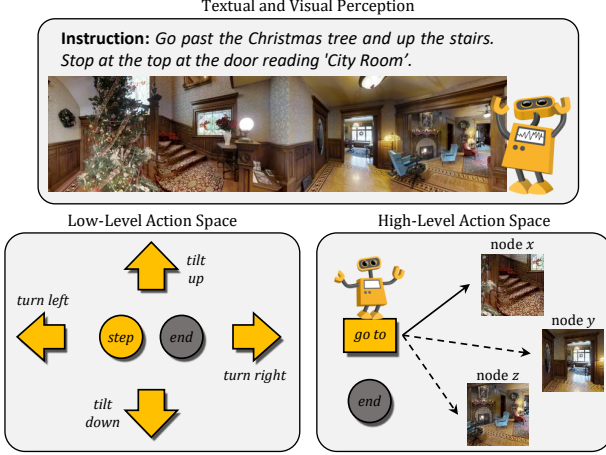 Textual and Visual Perception
Instruction: Go past the Christmas tree and up the stairs.
Stop at the top at the door reading 'City Room'.
Low-Level Action Space
tilt
up
turn left
step
end
turn right
tilt
down
High-Level Action Space
node x
go to
node y
node z
end